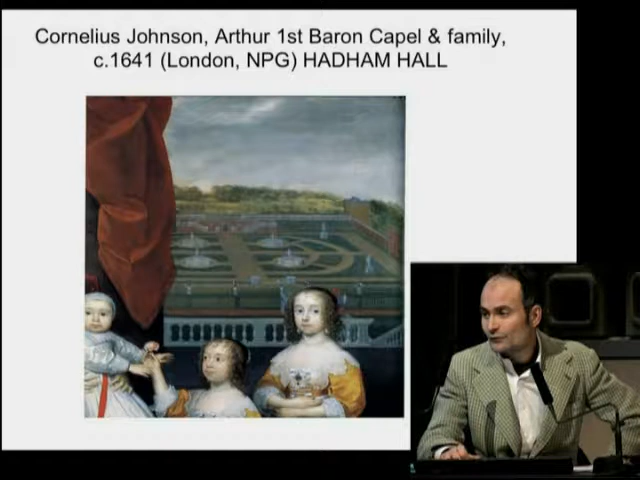 Cornelius Johnson, Arthur 1st Baron Capel & family,
c.1641 (London, NPG) HADHAM HALL